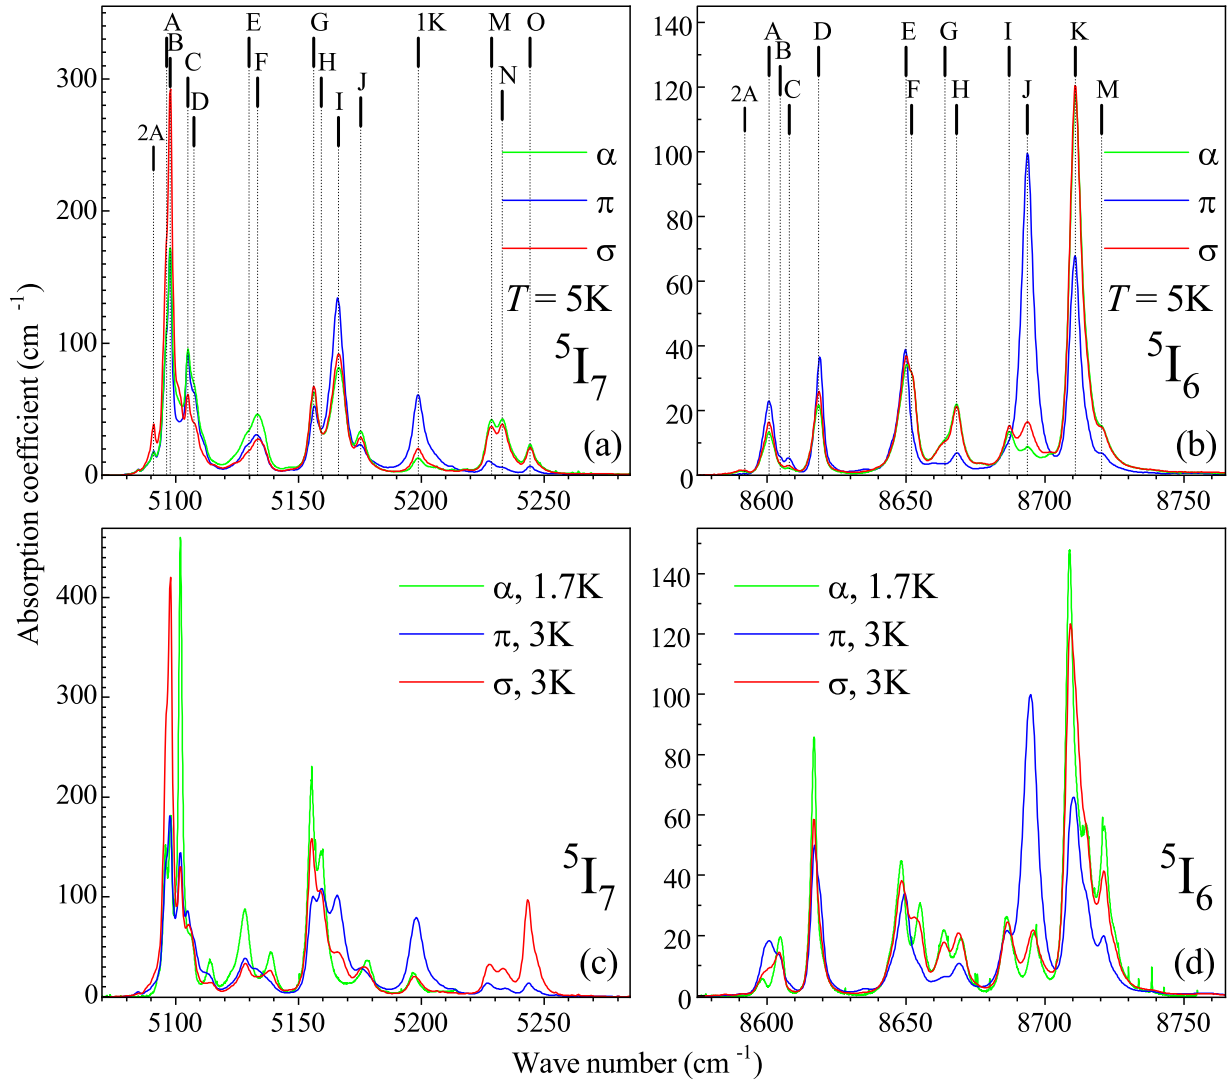 A
E
G
1K
M
O
B
C
F
H
J
N
D
I
2A
300
200
100
0
α
π
σ
T = 5K
⁵I₇
(a)
5100
5150
5200
5250
A
D
E
G
I
K
B
2A
C
F
H
J
M
140
120
100
80
60
40
20
0
α
π
σ
T = 5K
⁵I₆
(b)
8600
8650
8700
8750
Absorption coefficient (cm ⁻¹)
400
300
200
100
0
α, 1.7K
π, 3K
σ, 3K
⁵I₇
(c)
5100
5150
5200
5250
140
120
100
80
60
40
20
0
α, 1.7K
π, 3K
σ, 3K
⁵I₆
(d)
8600
8650
8700
8750
Wave number (cm ⁻¹)